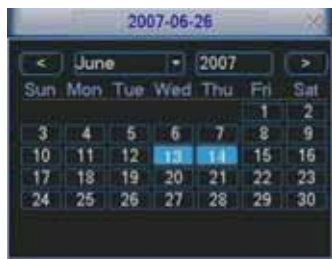 2007-06-26
< June 2007 >
Sun Mon Tue Wed Thu Fri Sat
1 2
3 4 5 6 7 8 9
10 11 12 13 14 15 16
17 18 19 20 21 22 23
24 25 26 27 28 29 30